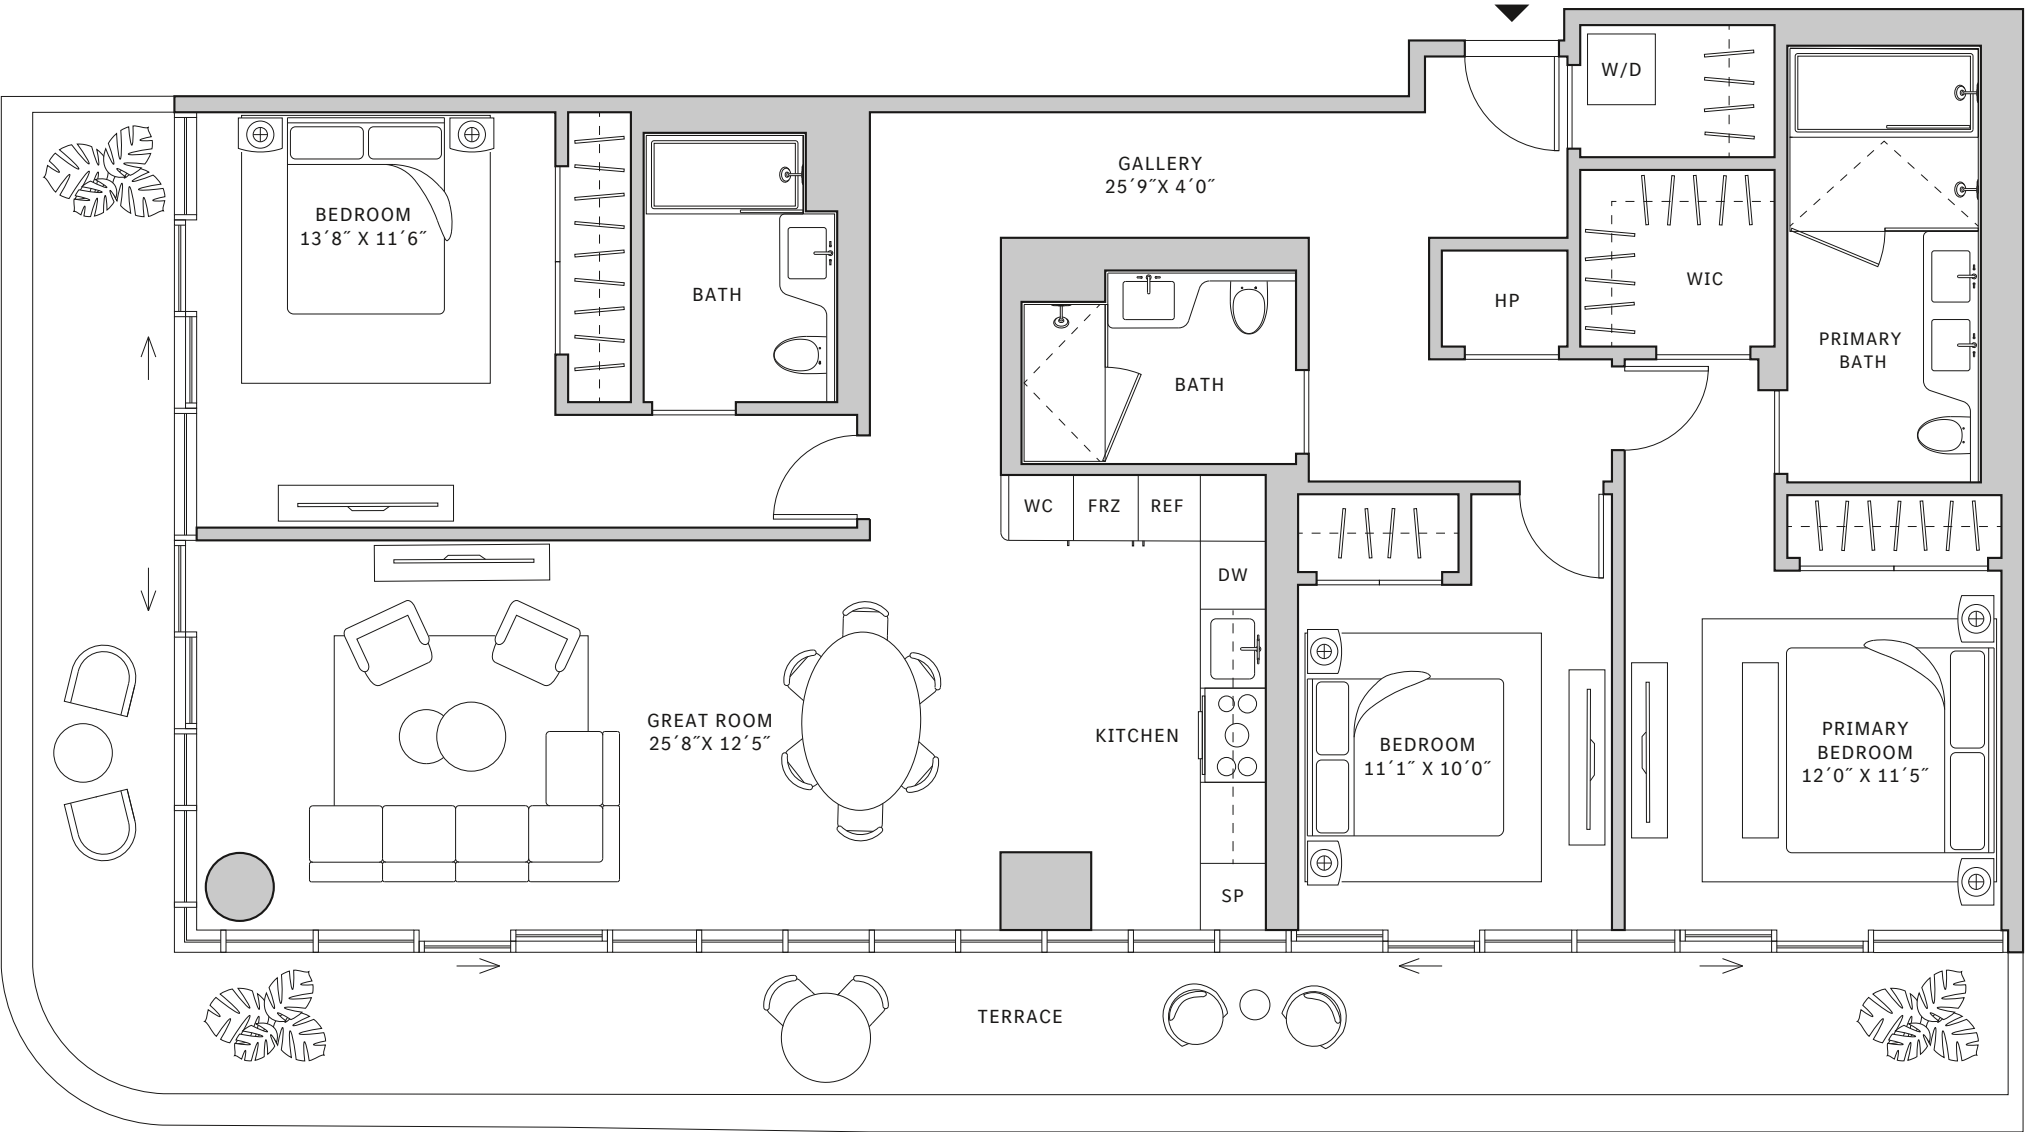 W/D
GALLERY
25´9˝X 4´0˝
BEDROOM
13´8˝ X 11´6˝
BATH
HP
WIC
PRIMARY
BATH
BATH
WC
FRZ
REF
DW
GREAT ROOM
25´8˝X 12´5˝
KITCHEN
BEDROOM
11´1˝ X 10´0˝
PRIMARY
BEDROOM
12´0˝ X 11´5˝
SP
TERRACE